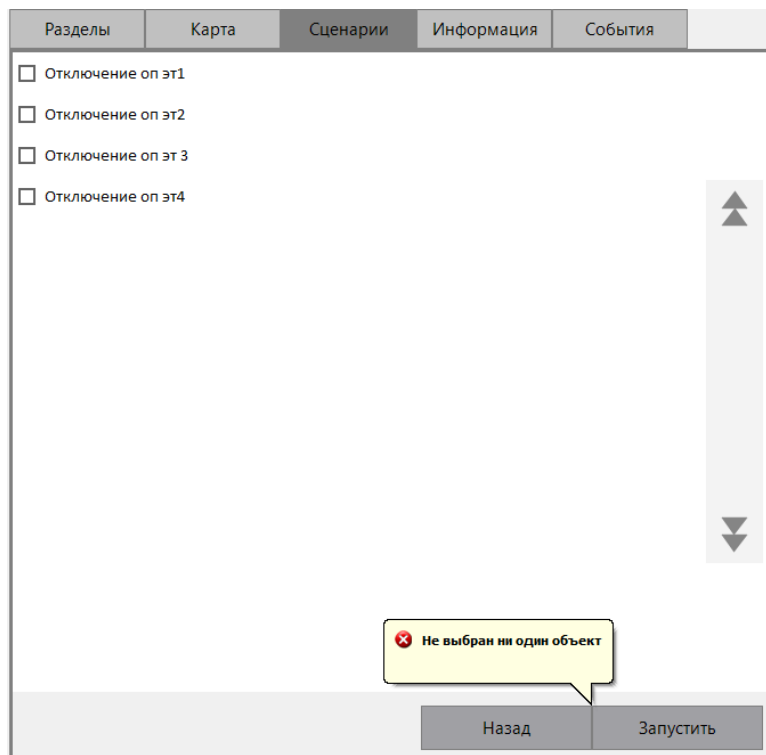 Разделы Карта Сценарии Информация События
Отключение оп эт1
Отключение оп эт2
Отключение оп эт 3
Отключение оп эт4
Не выбран ни один объект
Назад Запустить